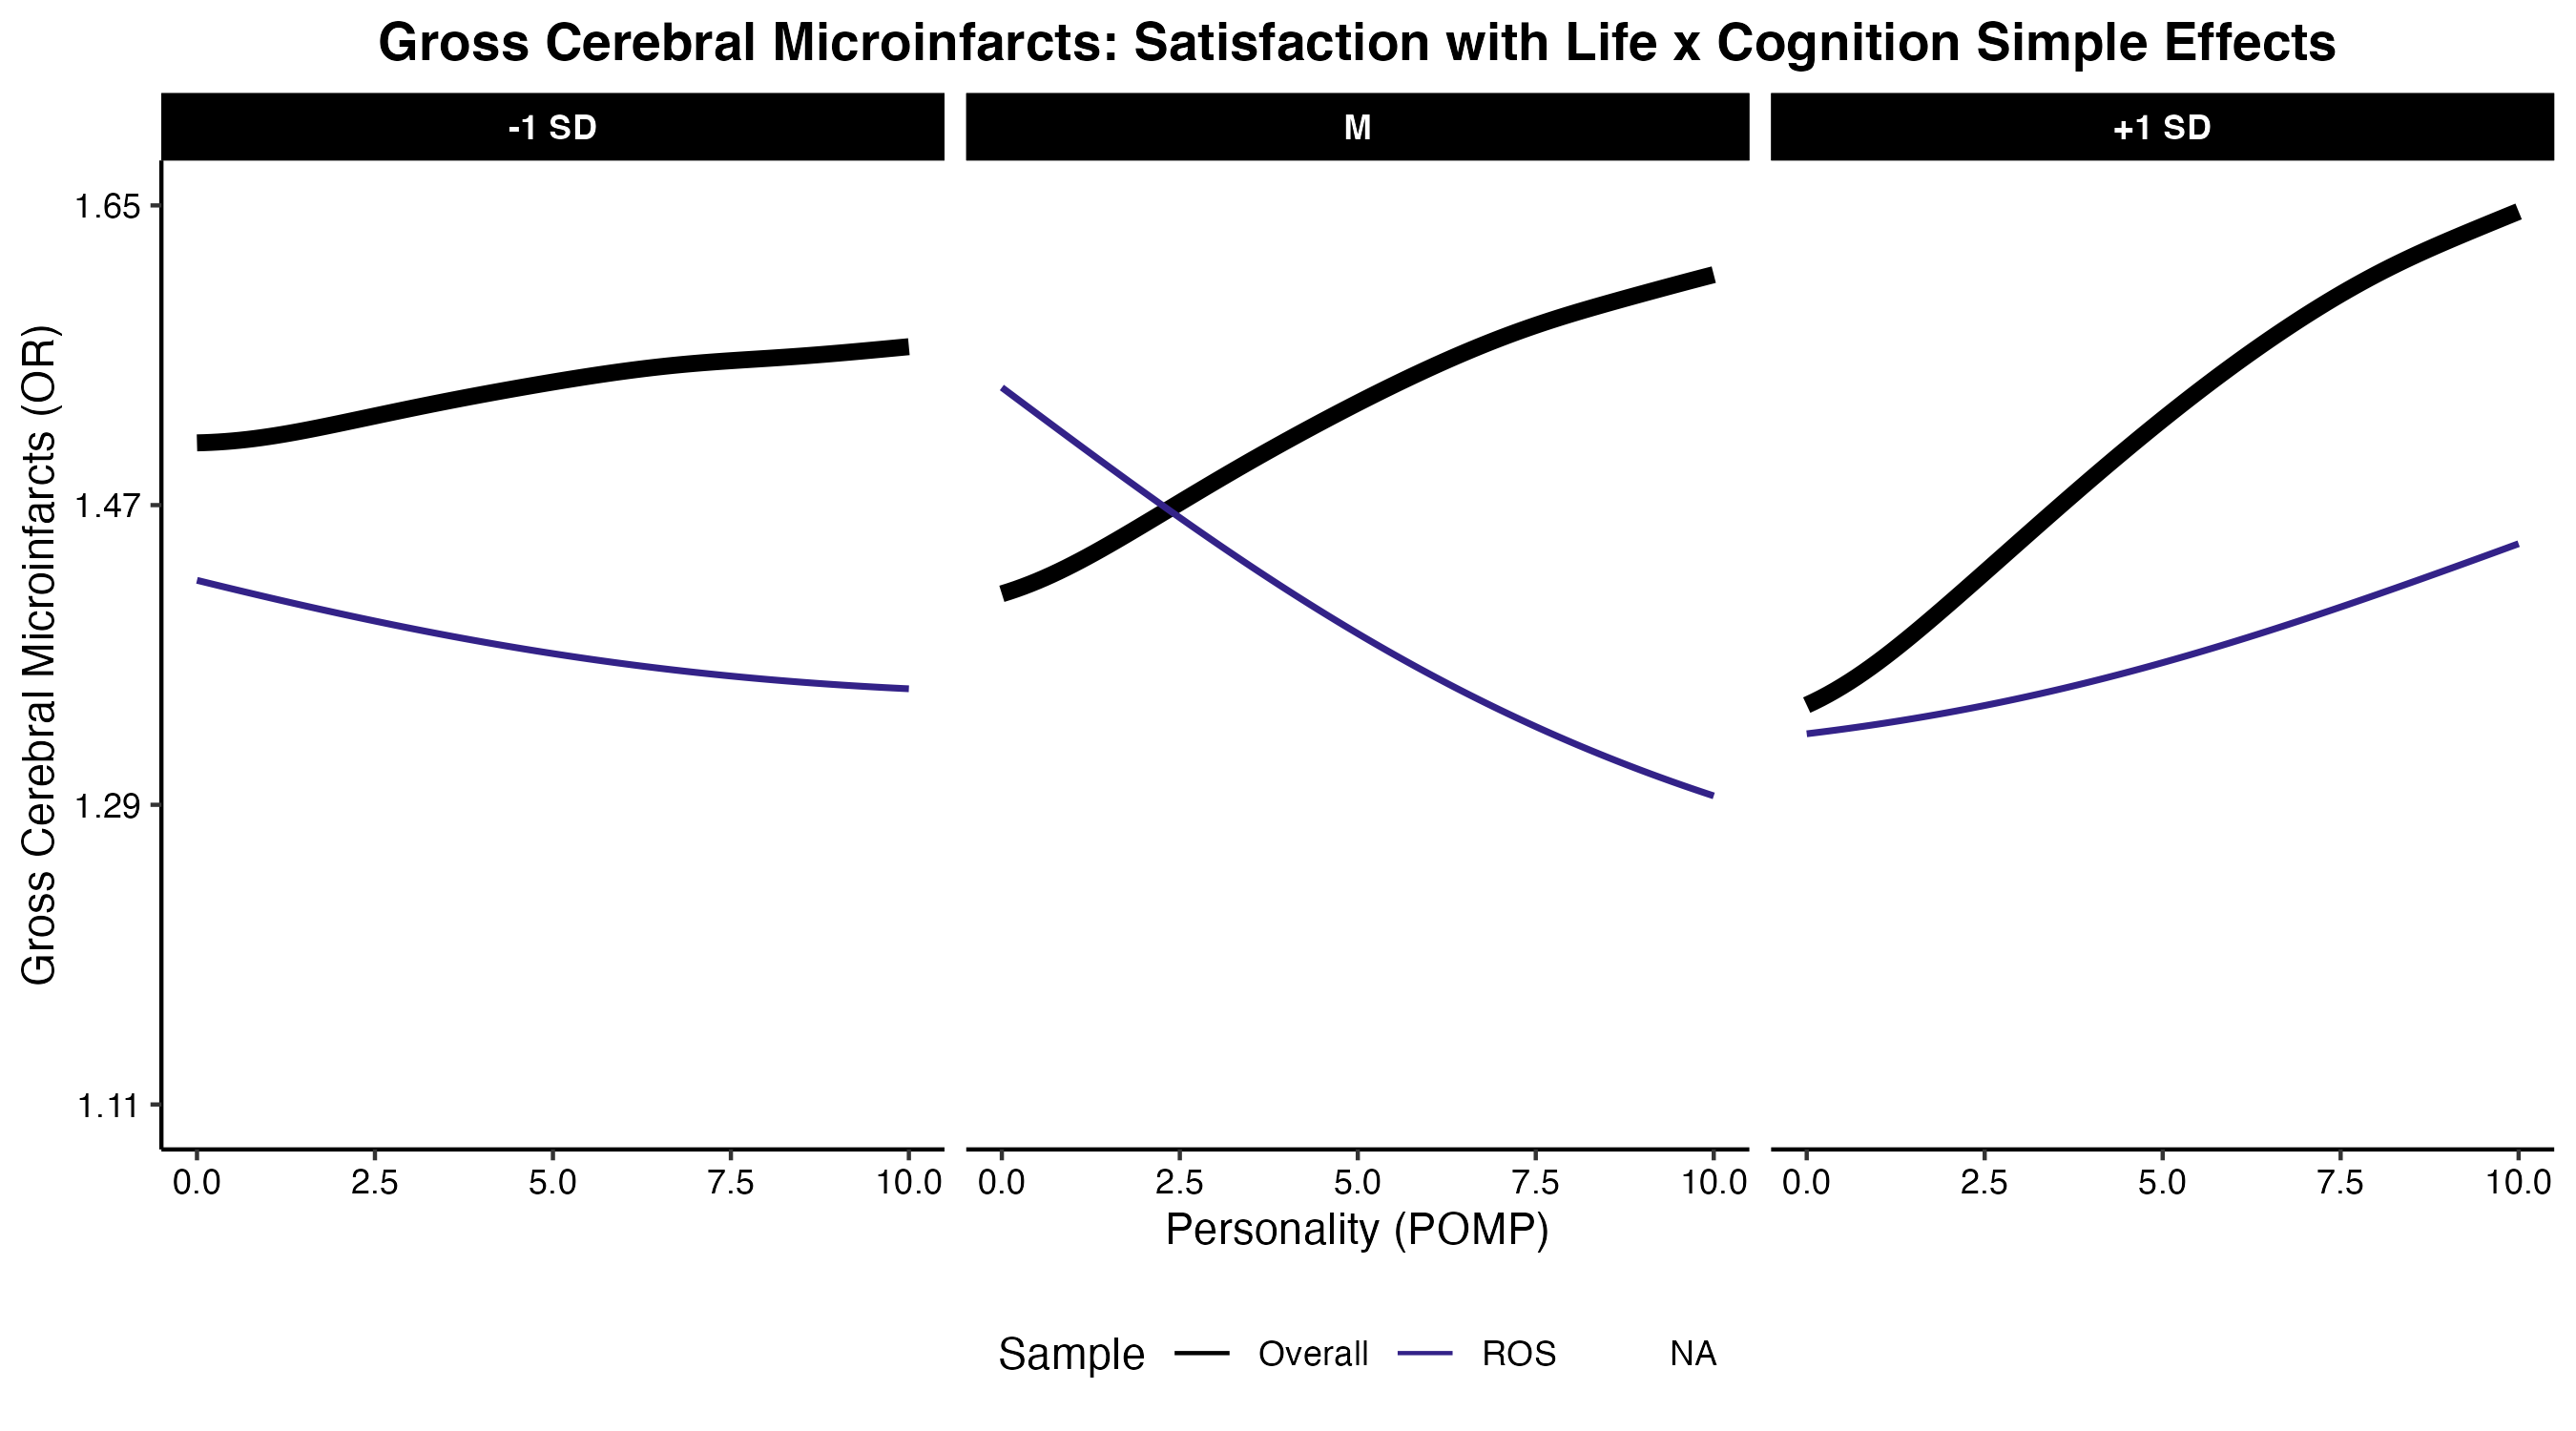 Gross Cerebral Microinfarcts: Satisfaction with Life x Cognition Simple Effects
-1 SD
M
+1 SD
Gross Cerebral Microinfarcts (OR)
1.65
1.47
1.29
1.11
0.0 2.5 5.0 7.5 10.0
0.0 2.5 5.0 7.5 10.0
0.0 2.5 5.0 7.5 10.0
Personality (POMP)
Sample Overall ROS NA